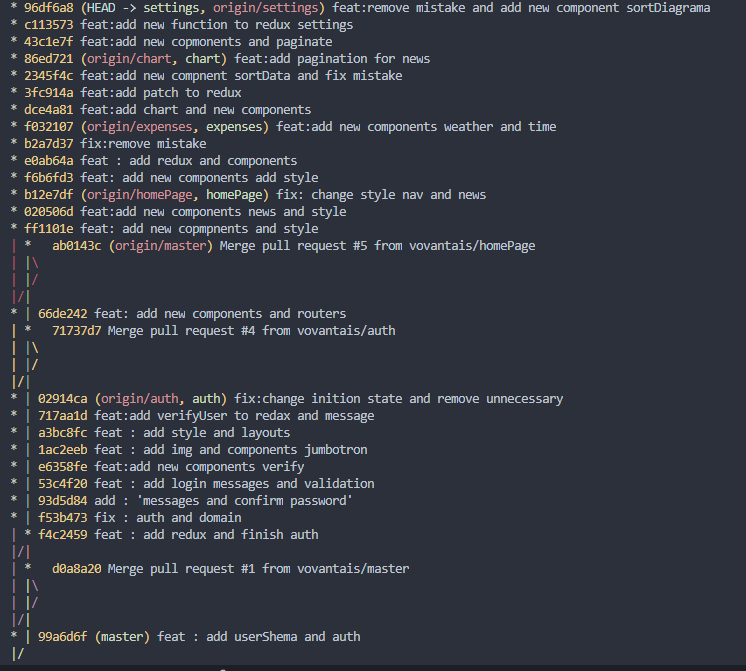 * 96df6a8 (HEAD -> settings, origin/settings) feat:remove mistake and add new component sortDiagrama
* c113573 feat:add new function to redux settings
* 43c1e7f feat:add new copmonents and paginate
* 86ed721 (origin/chart, chart) feat:add pagination for news
* 2345f4c feat:add new compnent sortData and fix mistake
* 3fc914a feat:add patch to redux
* dce4a81 feat:add chart and new components
* f032107 (origin/expenses, expenses) feat:add new components weather and time
* b2a7d37 fix:remove mistake
* e0ab64a feat : add redux and components
* f6b6fd3 feat: add new components add style
* b12e7df (origin/homePage, homePage) fix: change style nav and news
* 020506d feat:add new components news and style
* ff1101e feat: add new copmpnents and style
| *   ab0143c (origin/master) Merge pull request #5 from vovantais/homePage
| |\
| |/
|/|
* | 66de242 feat: add new components and routers
| *   71737d7 Merge pull request #4 from vovantais/auth
| |\
| |/
|/|
* | 02914ca (origin/auth, auth) fix:change inition state and remove unnecessary
* | 717aa1d feat:add verifyUser to redax and message
* | a3bc8fc feat : add style and layouts
* | 1ac2eeb feat : add img and components jumbotron
* | e6358fe feat:add new components verify
* | 53c4f20 feat : add login messages and validation
* | 93d5d84 add : 'messages and confirm password'
* | f53b473 fix : auth and domain
| * f4c2459 feat : add redux and finish auth
|/|
| *   d0a8a20 Merge pull request #1 from vovantais/master
| |\
| |/
|/|
* | 99a6d6f (master) feat : add userShema and auth
|/